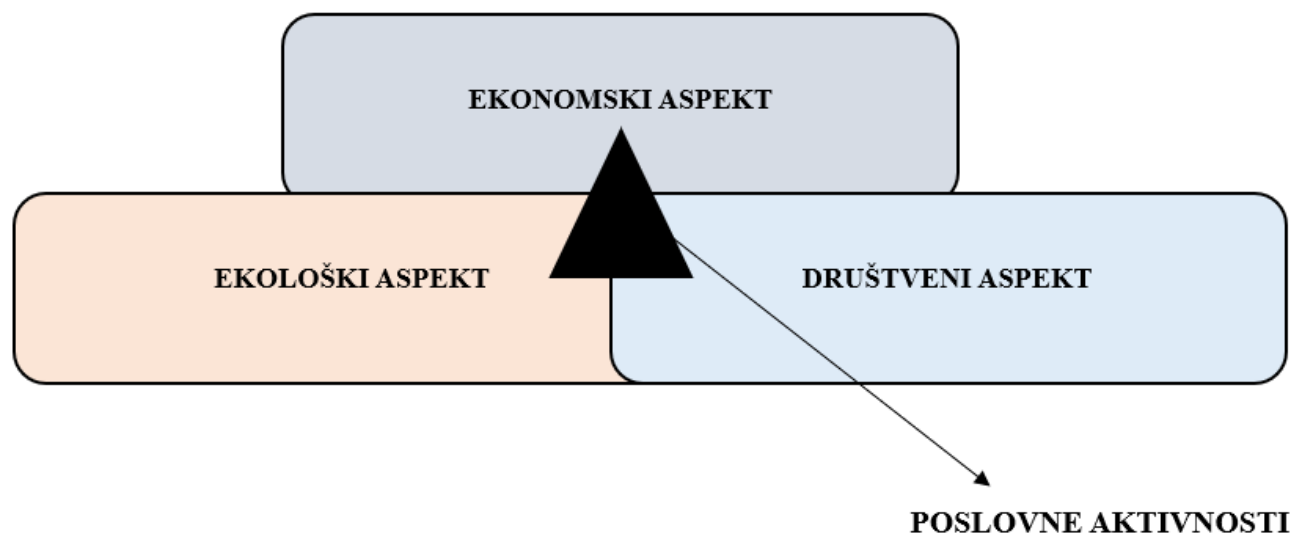 EKONOMSKI ASPEKT
EKOLOŠKI ASPEKT
DRUŠTVENI ASPEKT
POSLOVNE AKTIVNOSTI